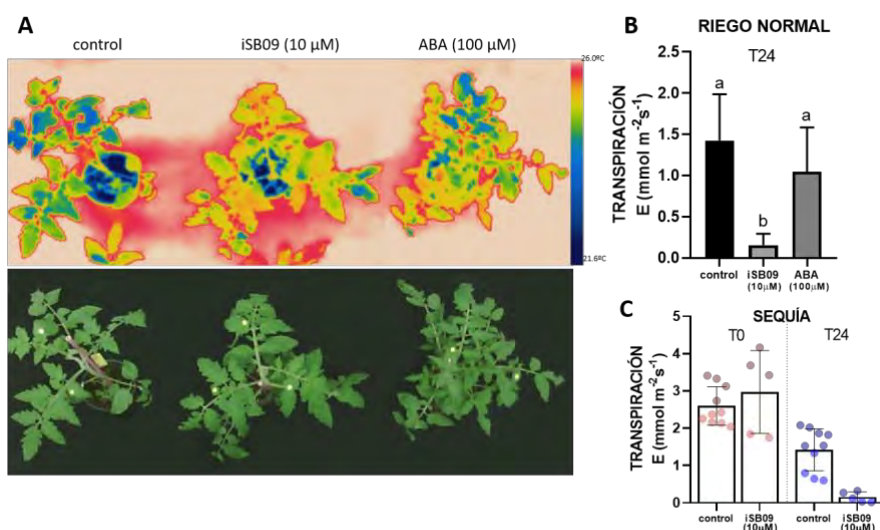 A
control iSB09 (10 µM) ABA (100 µM)
26.0ºC
21.6ºC
B
RIEGO NORMAL
T24
TRANSPIRACIÓN
E (mmol m-2s-1)
2.5
2.0
1.5
1.0
0.5
0.0
a
b
a
control iSB09 ABA
(10µM) (100µM)
C
SEQUÍA
T0 T24
TRANSPIRACIÓN
E (mmol m-2s-1)
5
4
3
2
1
0
control iSB09 control iSB09
(10µM) (10µM)